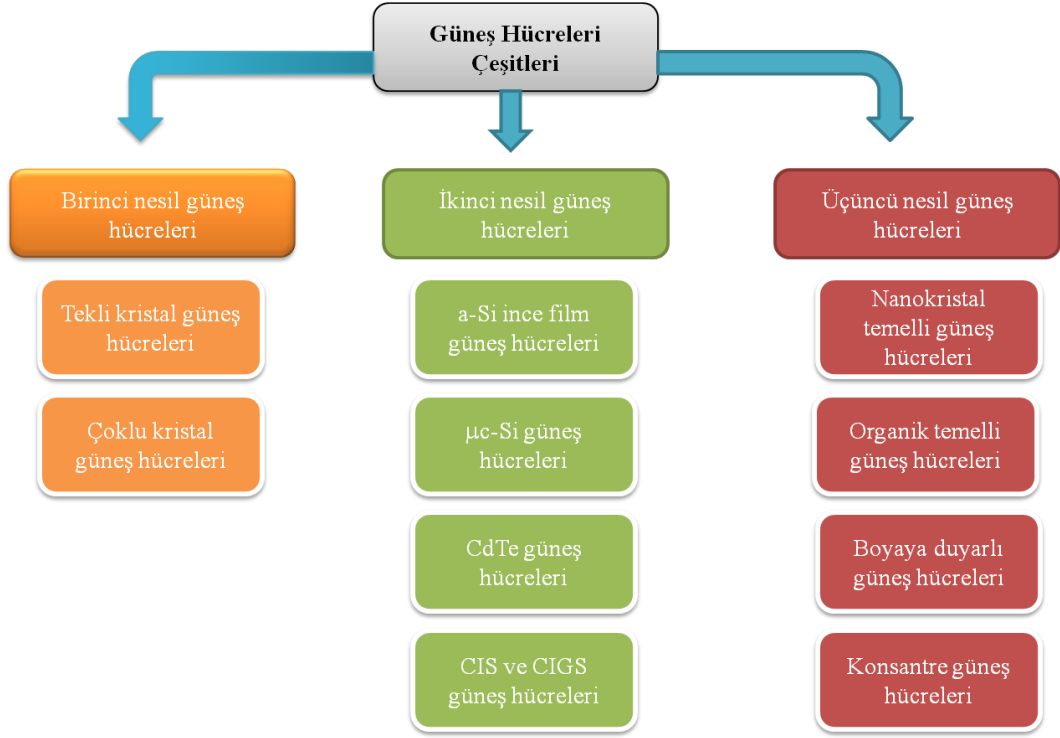 Güneş Hücreleri
Çeşitleri
Birinci nesil güneş
hücreleri
Tekli kristal güneş
hücreleri
Çoklu kristal
güneş hücreleri
İkinci nesil güneş
hücreleri
a-Si ince film
güneş hücreleri
µc-Si güneş
hücreleri
CdTe güneş
hücreleri
CIS ve CIGS
güneş hücreleri
Üçüncü nesil güneş
hücreleri
Nanokristal
temelli güneş
hücreleri
Organik temelli
güneş hücreleri
Boyaya duyarlı
güneş hücreleri
Konsantre güneş
hücreleri